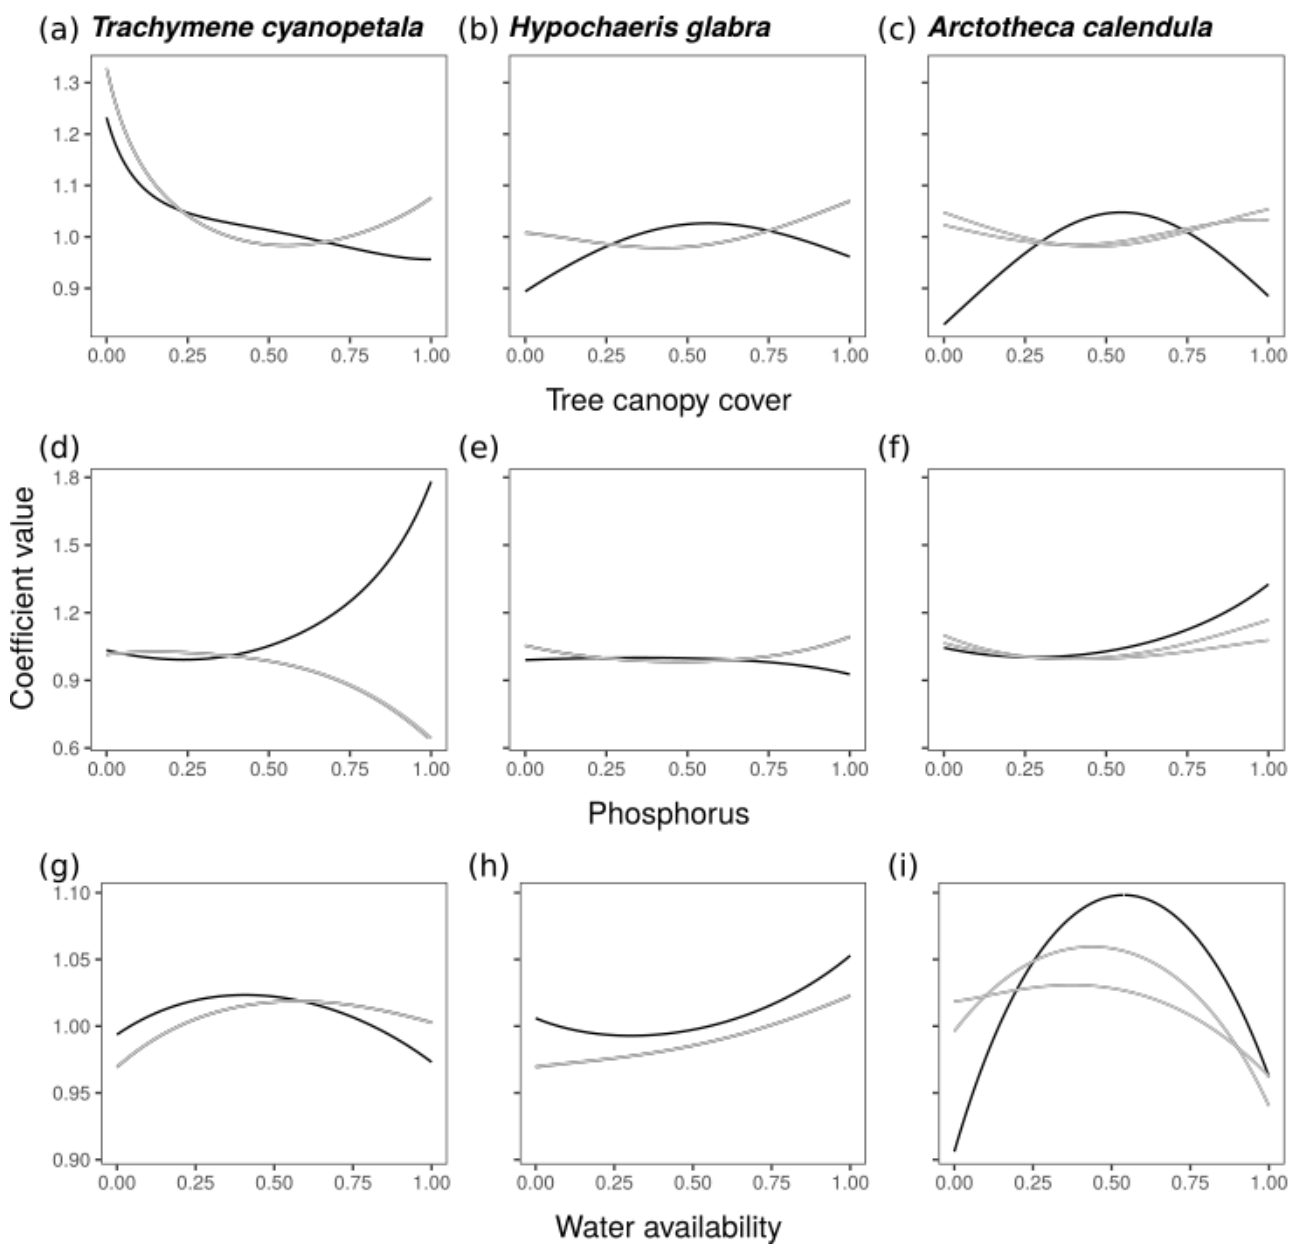 (a) Trachymene cyanopetala (b) Hypochaeris glabra (c) Arctotheca calendula
1.3
1.2
1.1
1.0
0.9
0.00 0.25 0.50 0.75 1.00 0.00 0.25 0.50 0.75 1.00 0.00 0.25 0.50 0.75 1.00
Tree canopy cover
(d) (e) (f)
Coefficient value
1.8
1.5
1.2
0.9
0.6
0.00 0.25 0.50 0.75 1.00 0.00 0.25 0.50 0.75 1.00 0.00 0.25 0.50 0.75 1.00
Phosphorus
(g) (h) (i)
1.10
1.05
1.00
0.95
0.90
0.00 0.25 0.50 0.75 1.00 0.00 0.25 0.50 0.75 1.00 0.00 0.25 0.50 0.75 1.00
Water availability